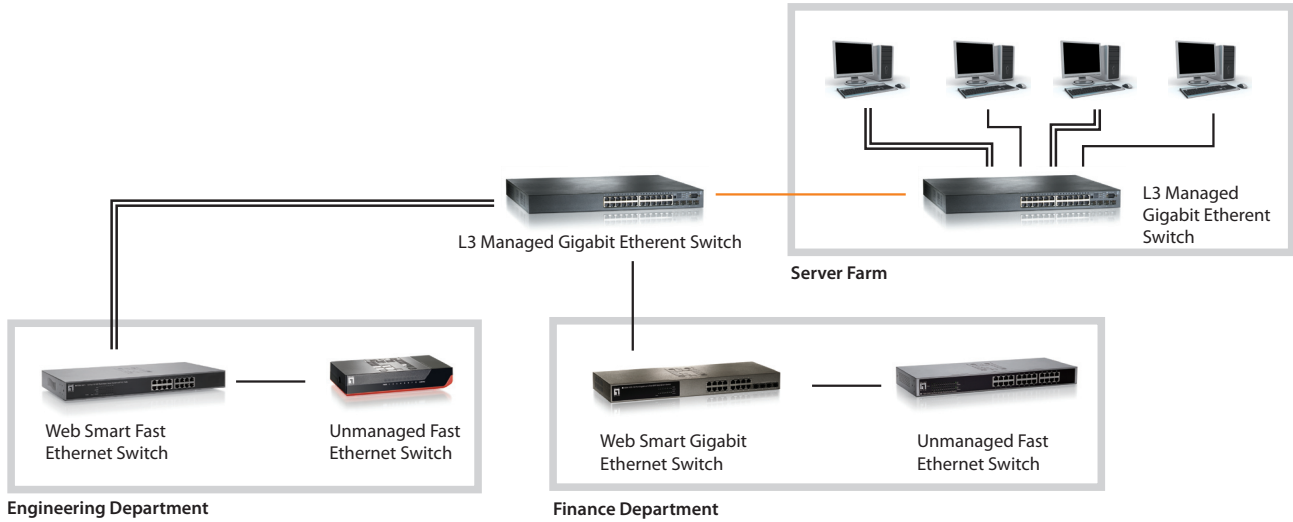 L3 Managed
Gigabit Etherent
Switch
L3 Managed Gigabit Etherent Switch
Server Farm
Web Smart Fast
Ethernet Switch
Unmanaged Fast
Ethernet Switch
Web Smart Gigabit
Ethernet Switch
Unmanaged Fast
Ethernet Switch
Engineering Department
Finance Department